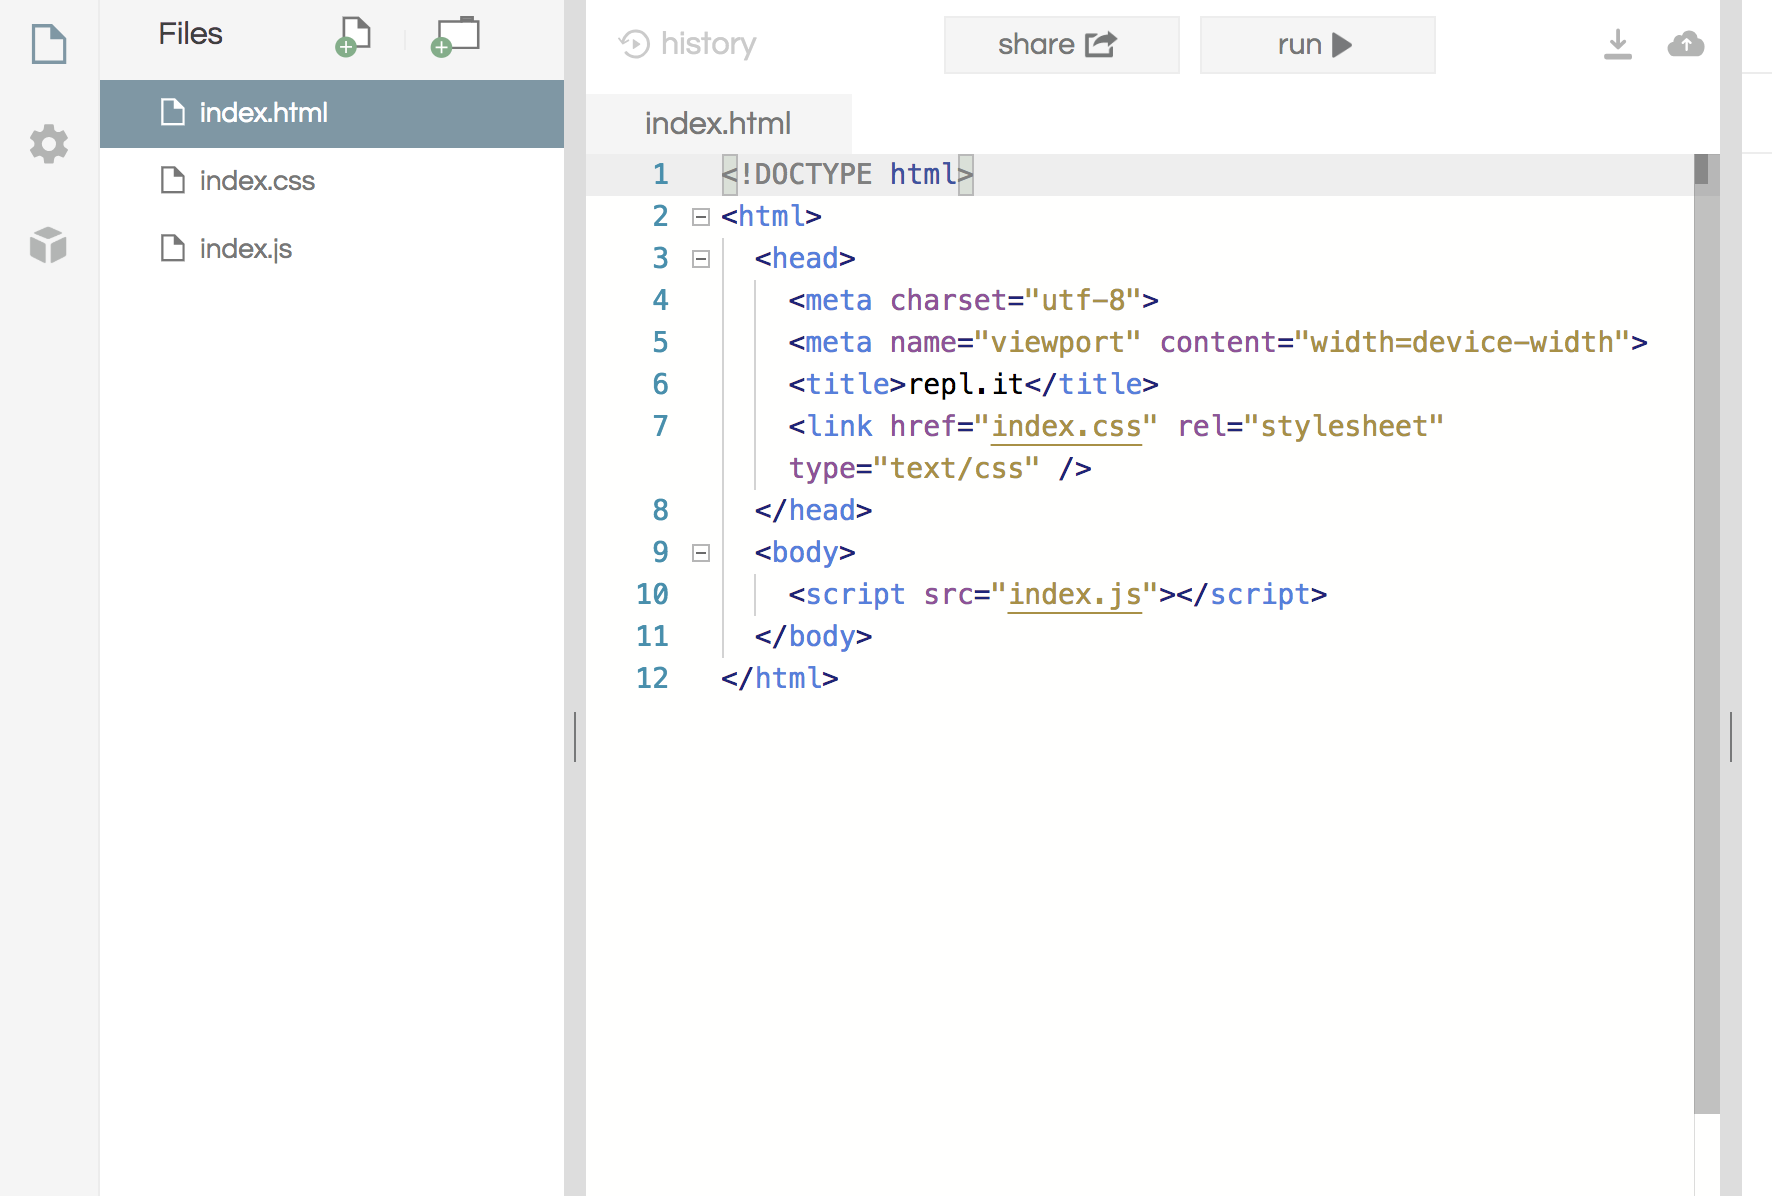 Files
index.html
index.css
index.js
history
share
run
index.html
1 <!DOCTYPE html>
2 <html>
3 <head>
4 <meta charset="utf-8">
5 <meta name="viewport" content="width=device-width">
6 <title>repl.it</title>
7 <link href="index.css" rel="stylesheet"
type="text/css" />
8 </head>
9 <body>
10 <script src="index.js"></script>
11 </body>
12 </html>